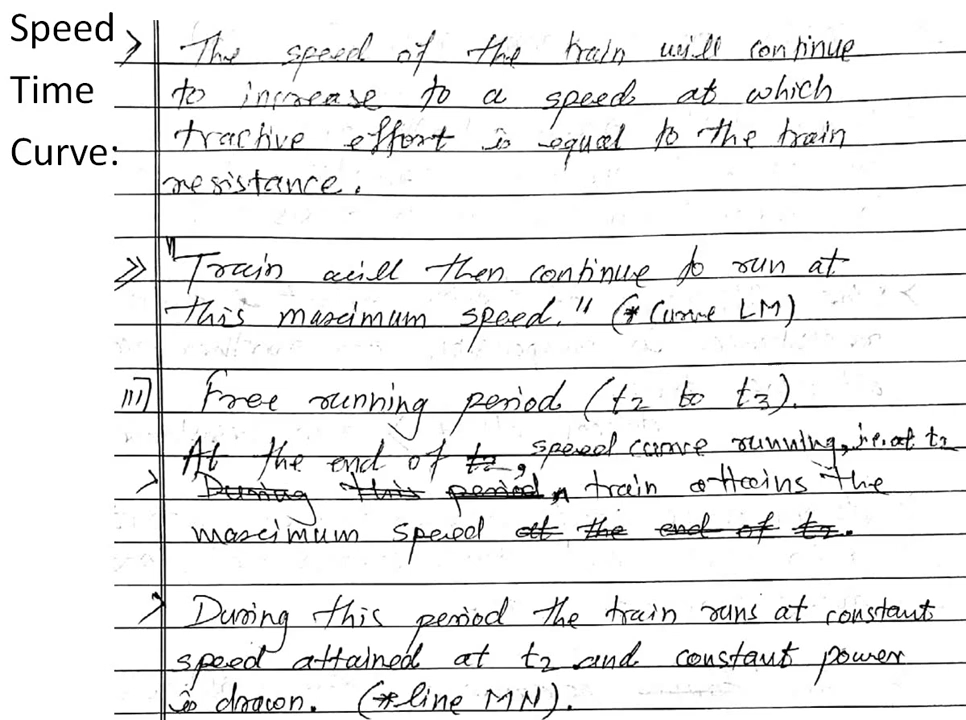 Speed
Time
Curve:
> The speed of the train will continue
to increase to a speed at which
tractive effort is equal to the train
resistance.
>> "Train will then continue to run at
this maximum speed." (* Curve LM)
III) Free running period (t2 to t3).
At the end of t2, speed curve running, i.e. at t2
> During this period ^ train attains the
maximum speed at the end of t2.
> During this period the train runs at constant
speed attained at t2 and constant power
is drawn. (* line MN).